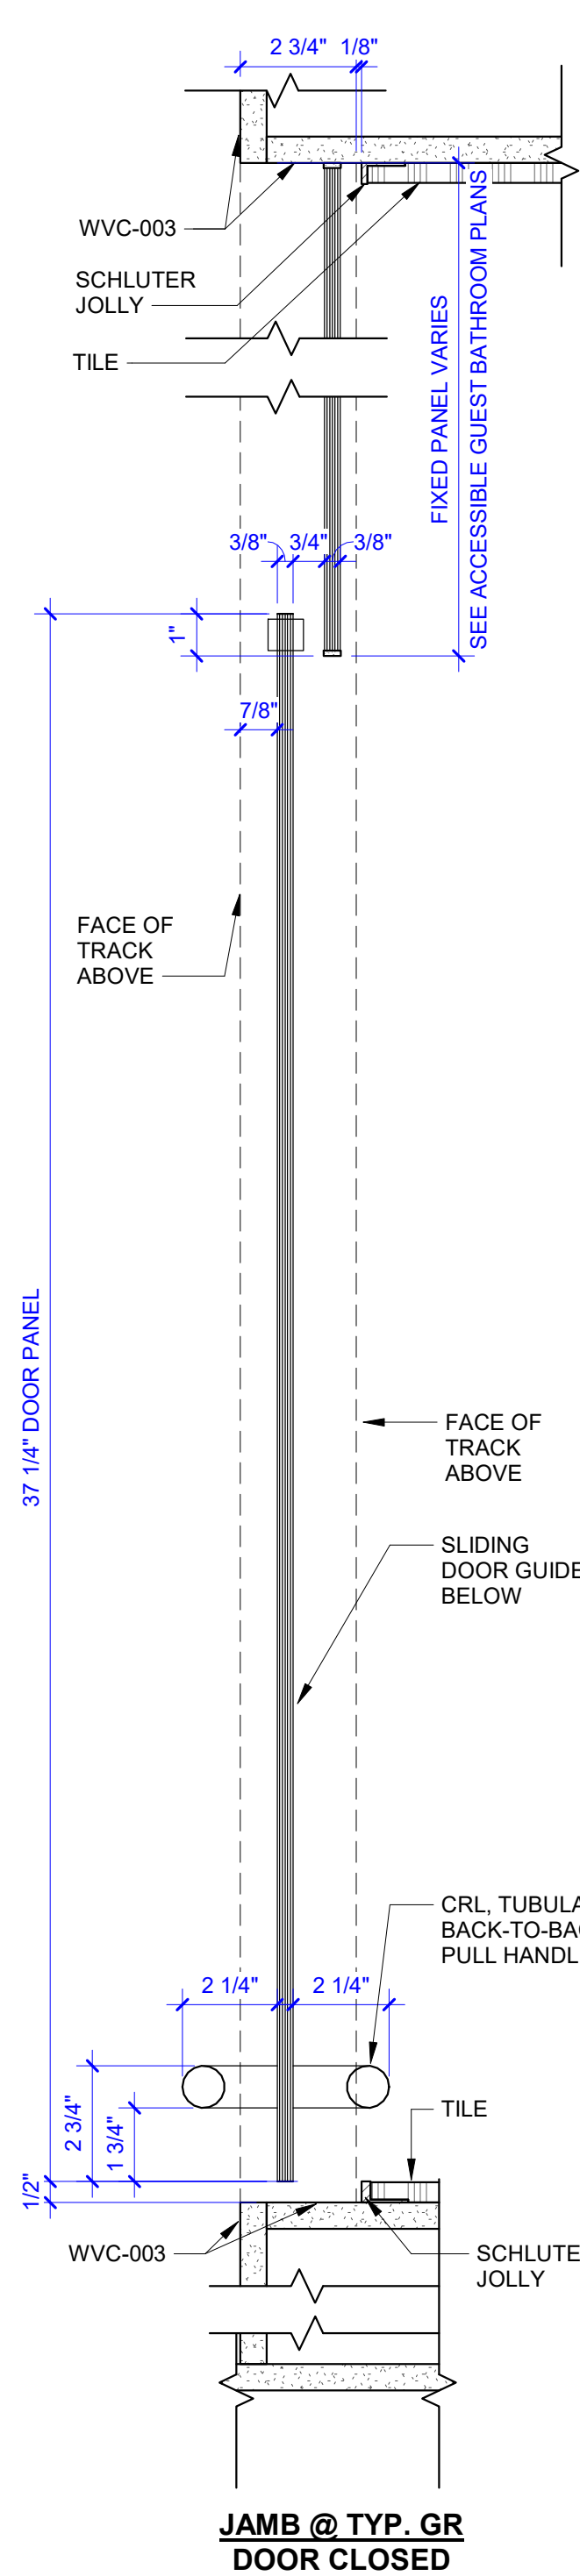 2 3/4" 1/8"
WVC-003
SCHLUTER
JOLLY
TILE
FIXED PANEL VARIES
SEE ACCESSIBLE GUEST BATHROOM PLANS
3/8" 3/4" 3/8"
1"
7/8"
FACE OF
TRACK
ABOVE
37 1/4" DOOR PANEL
FACE OF
TRACK
ABOVE
SLIDING
DOOR GUIDE
BELOW
CRL, TUBULA
BACK-TO-BAC
PULL HANDL
2 1/4" 2 1/4"
2 3/4"
1 3/4"
TILE
1/2"
WVC-003
SCHLUTE
JOLLY
JAMB @ TYP. GR
DOOR CLOSED